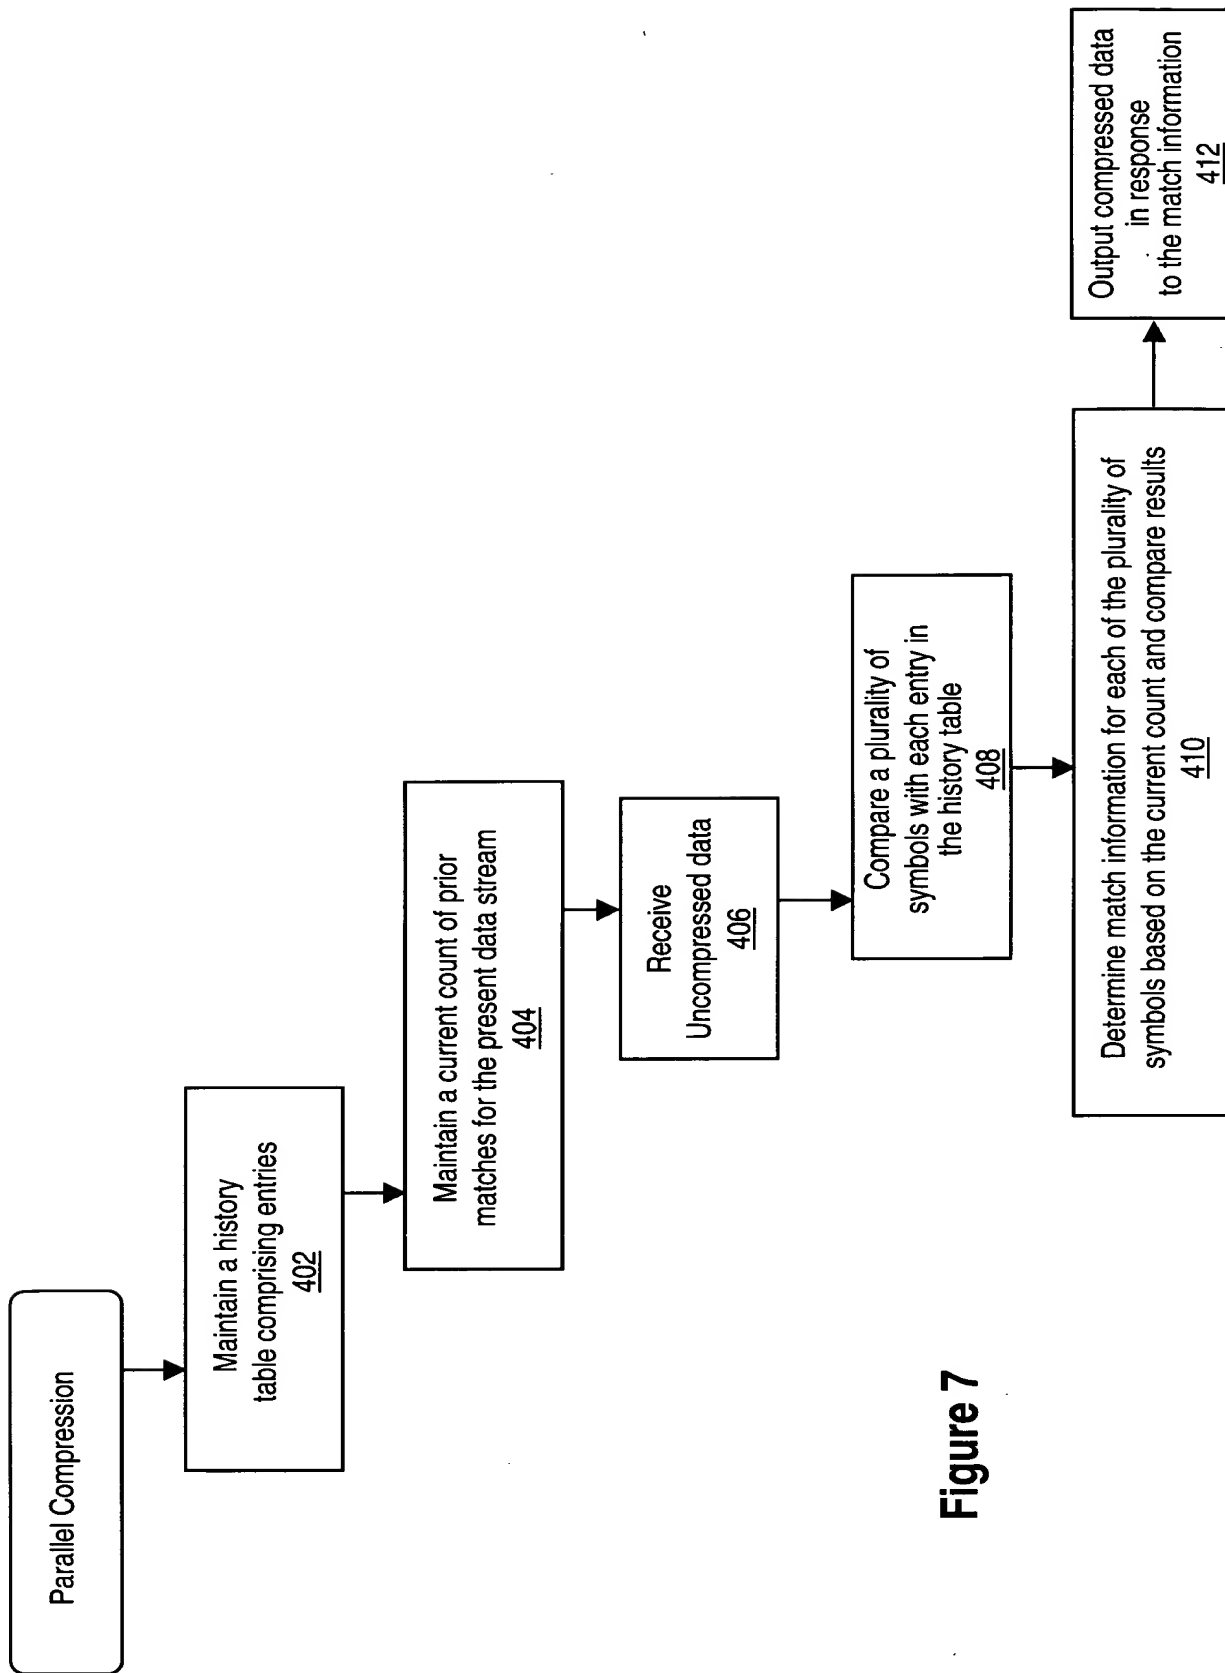 Parallel Compression
Maintain a history
table comprising entries
402
Maintain a current count of prior
matches for the present data stream
404
Receive
Uncompressed data
406
Compare a plurality of
symbols with each entry in
the history table
408
Determine match information for each of the plurality of
symbols based on the current count and compare results
410
Output compressed data
in response
to the match information
412
Figure 7